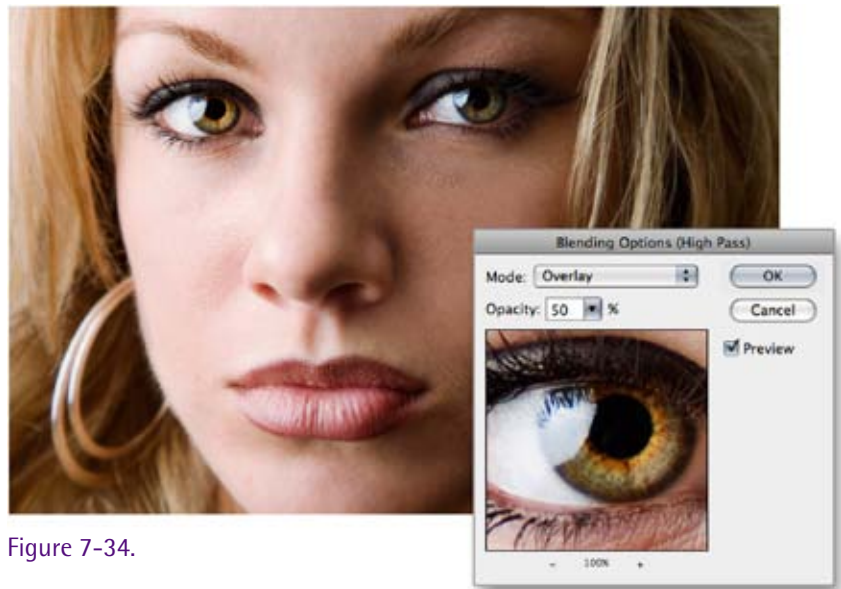 Blending Options (High Pass)
Mode: Overlay OK
Opacity: 50 % Cancel
Preview
- 100% +
Figure 7-34.